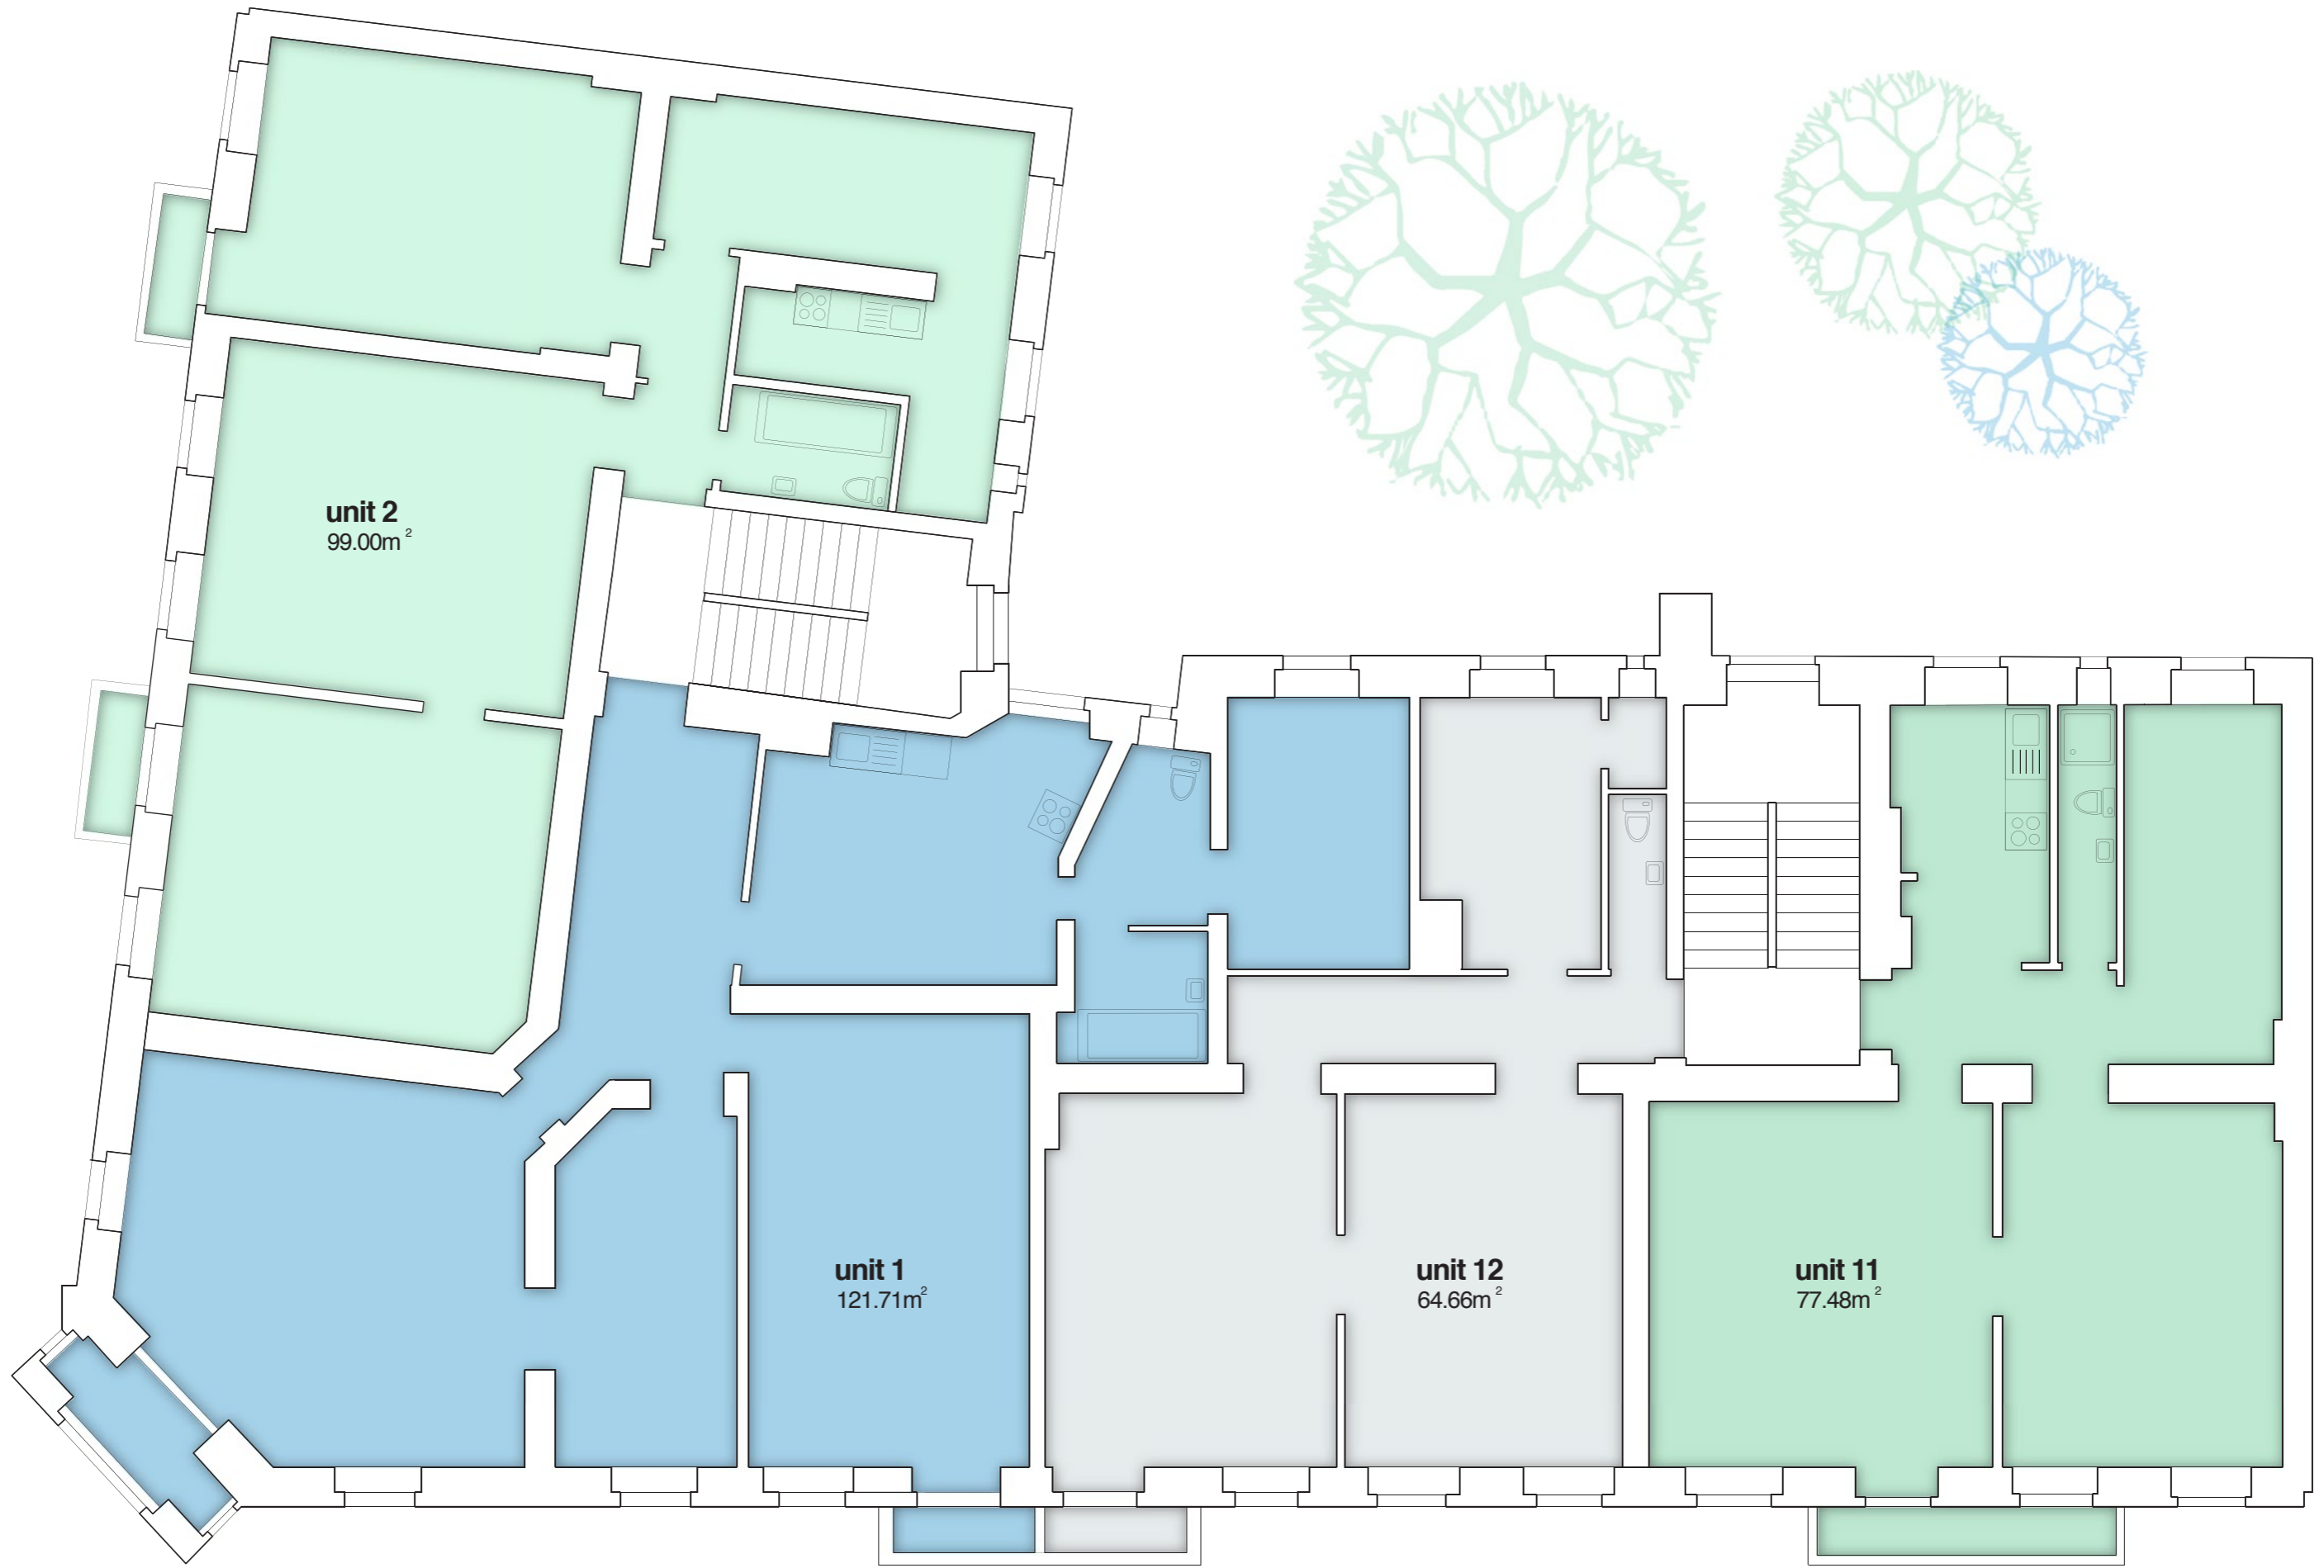 unit 2
99.00m²
unit 1
121.71m²
unit 12
64.66m²
unit 11
77.48m²